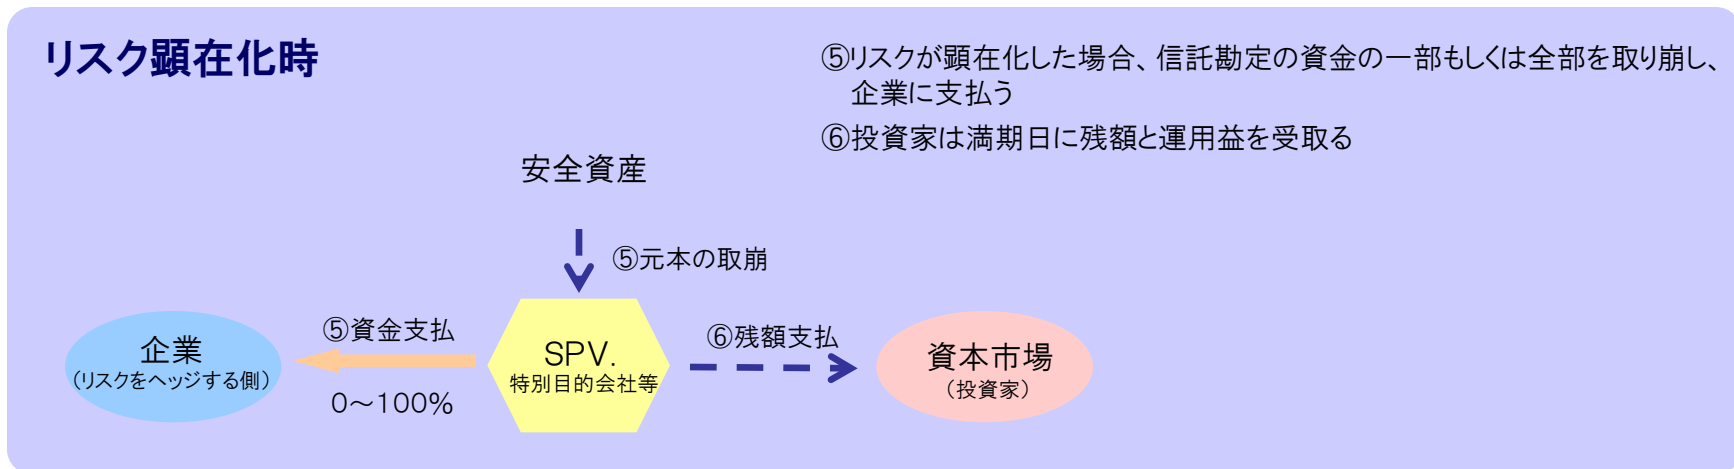 リスク顕在化時
⑤リスクが顕在化した場合、信託勘定の資金の一部もしくは全部を取り崩し、
企業に支払う
⑥投資家は満期日に残額と運用益を受取る
安全資産
⑤元本の取崩
⑤資金支払
⑥残額支払
企業
（リスクをヘッジする側）
0～100%
SPV.
特別目的会社等
資本市場
（投資家）